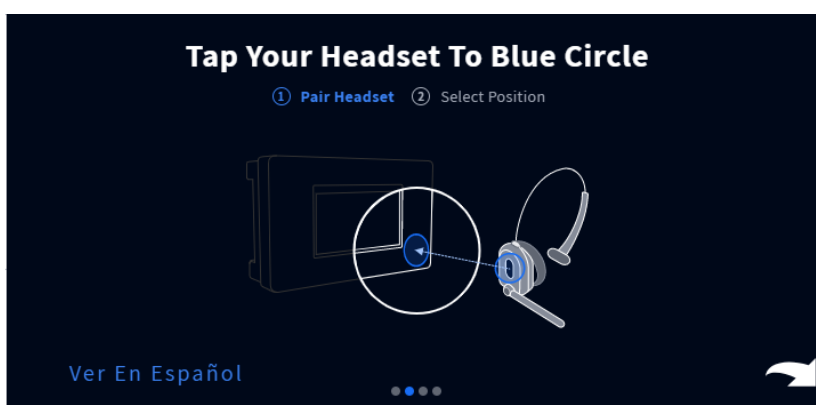 Tap Your Headset To Blue Circle
1 Pair Headset 2 Select Position
Ver En Español